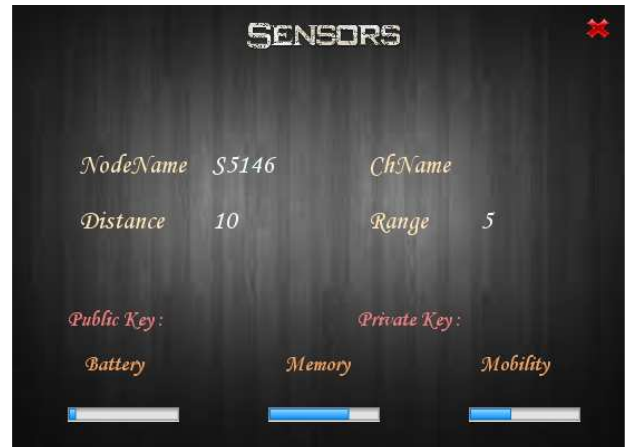 SENSORS
NodeName S5146 ChName
Distance 10 Range 5
Public Key : Private Key :
Battery Memory Mobility